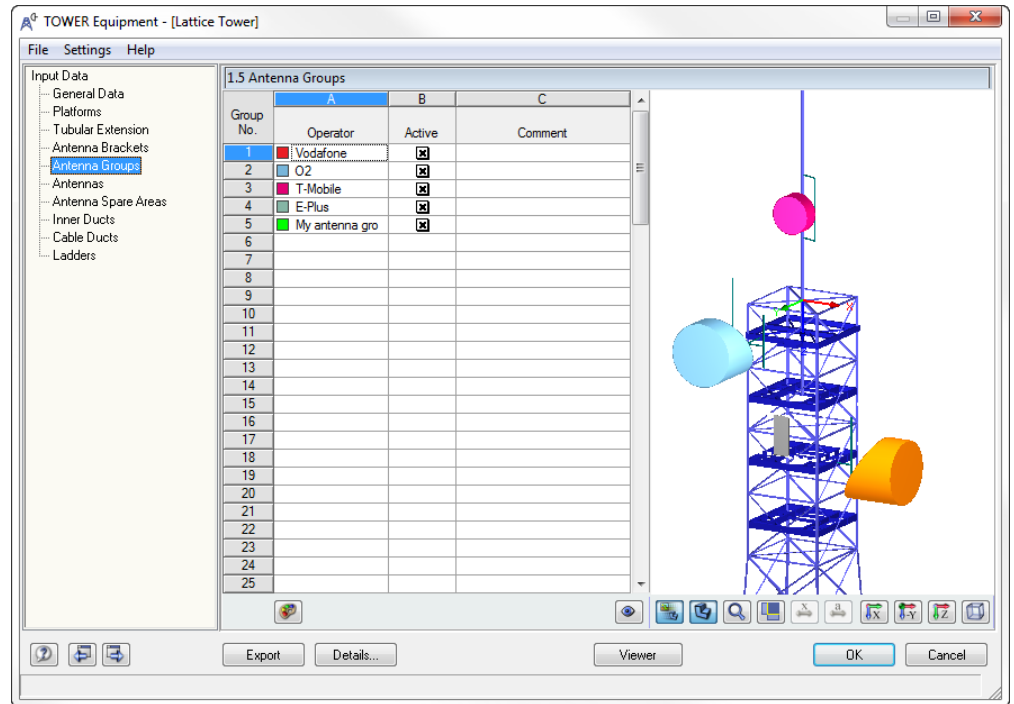 TOWER Equipment - [Lattice Tower]
File Settings Help
Input Data
General Data
Platforms
Tubular Extension
Antenna Brackets
Antenna Groups
Antennas
Antenna Spare Areas
Inner Ducts
Cable Ducts
Ladders
1.5 Antenna Groups
A B C
Group No. Operator Active Comment
1 Vodafone
2 O2
3 T-Mobile
4 E-Plus
5 My antenna gro
6
7
8
9
10
11
12
13
14
15
16
17
18
19
20
21
22
23
24
25
X Y
x a X -Y Z
Export Details... Viewer OK Cancel